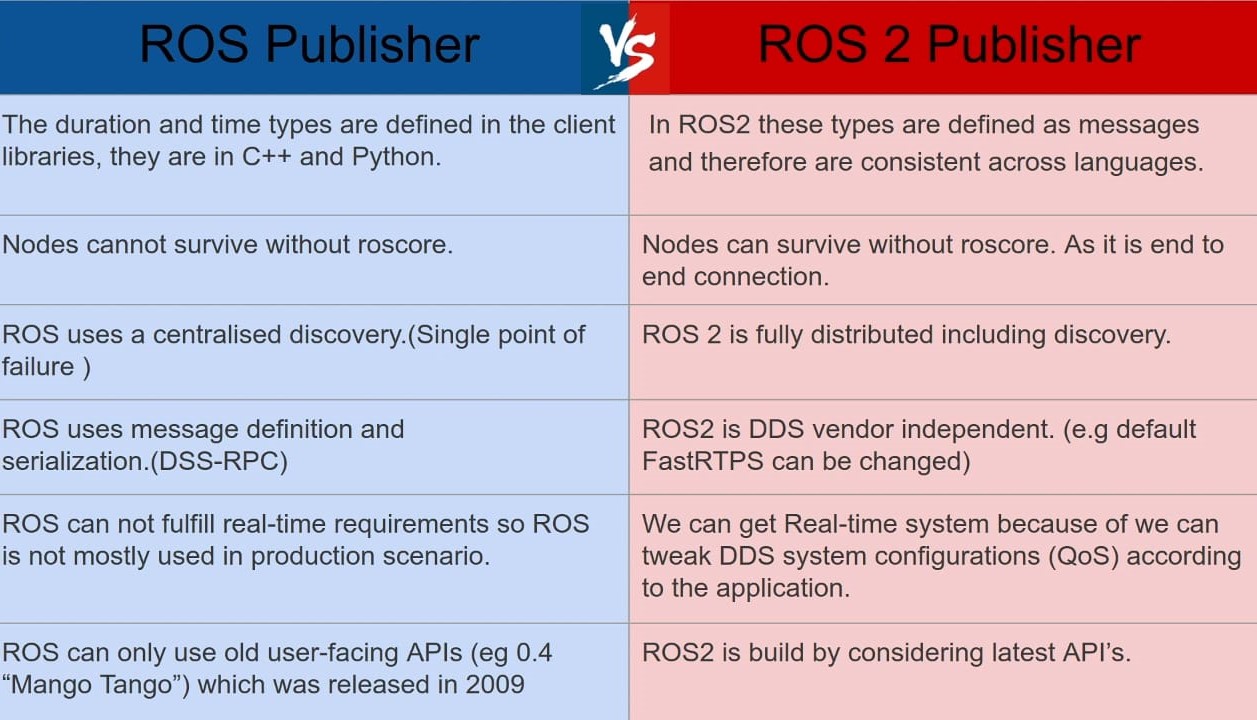 ROS Publisher
VS
ROS 2 Publisher
The duration and time types are defined in the client
libraries, they are in C++ and Python.
In ROS2 these types are defined as messages
and therefore are consistent across languages.
Nodes cannot survive without roscore.
Nodes can survive without roscore. As it is end to
end connection.
ROS uses a centralised discovery.(Single point of
failure )
ROS 2 is fully distributed including discovery.
ROS uses message definition and
serialization.(DSS-RPC)
ROS2 is DDS vendor independent. (e.g default
FastRTPS can be changed)
ROS can not fulfill real-time requirements so ROS
is not mostly used in production scenario.
We can get Real-time system because of we can
tweak DDS system configurations (QoS) according
to the application.
ROS can only use old user-facing APIs (eg 0.4
“Mango Tango”) which was released in 2009
ROS2 is build by considering latest API’s.